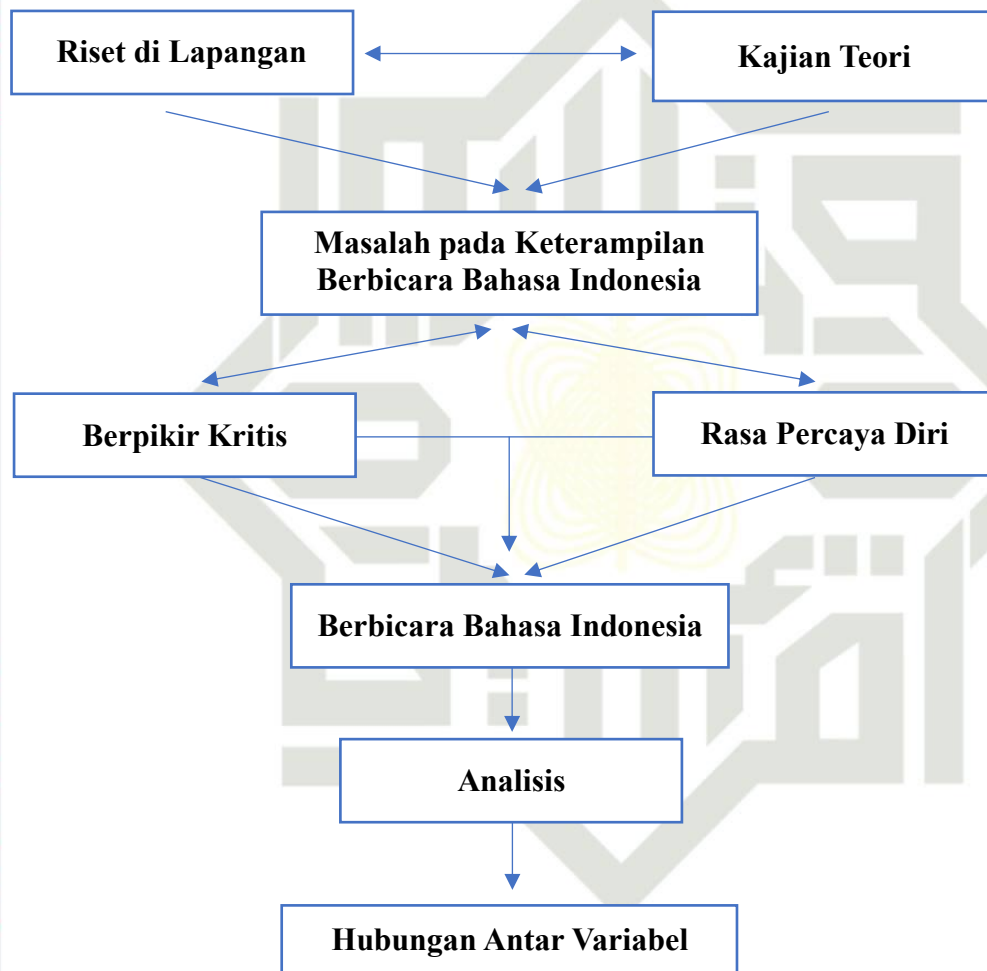 Riset di Lapangan
Kajian Teori
Masalah pada Keterampilan
Berbicara Bahasa Indonesia
Berpikir Kritis
Rasa Percaya Diri
Berbicara Bahasa Indonesia
Analisis
Hubungan Antar Variabel